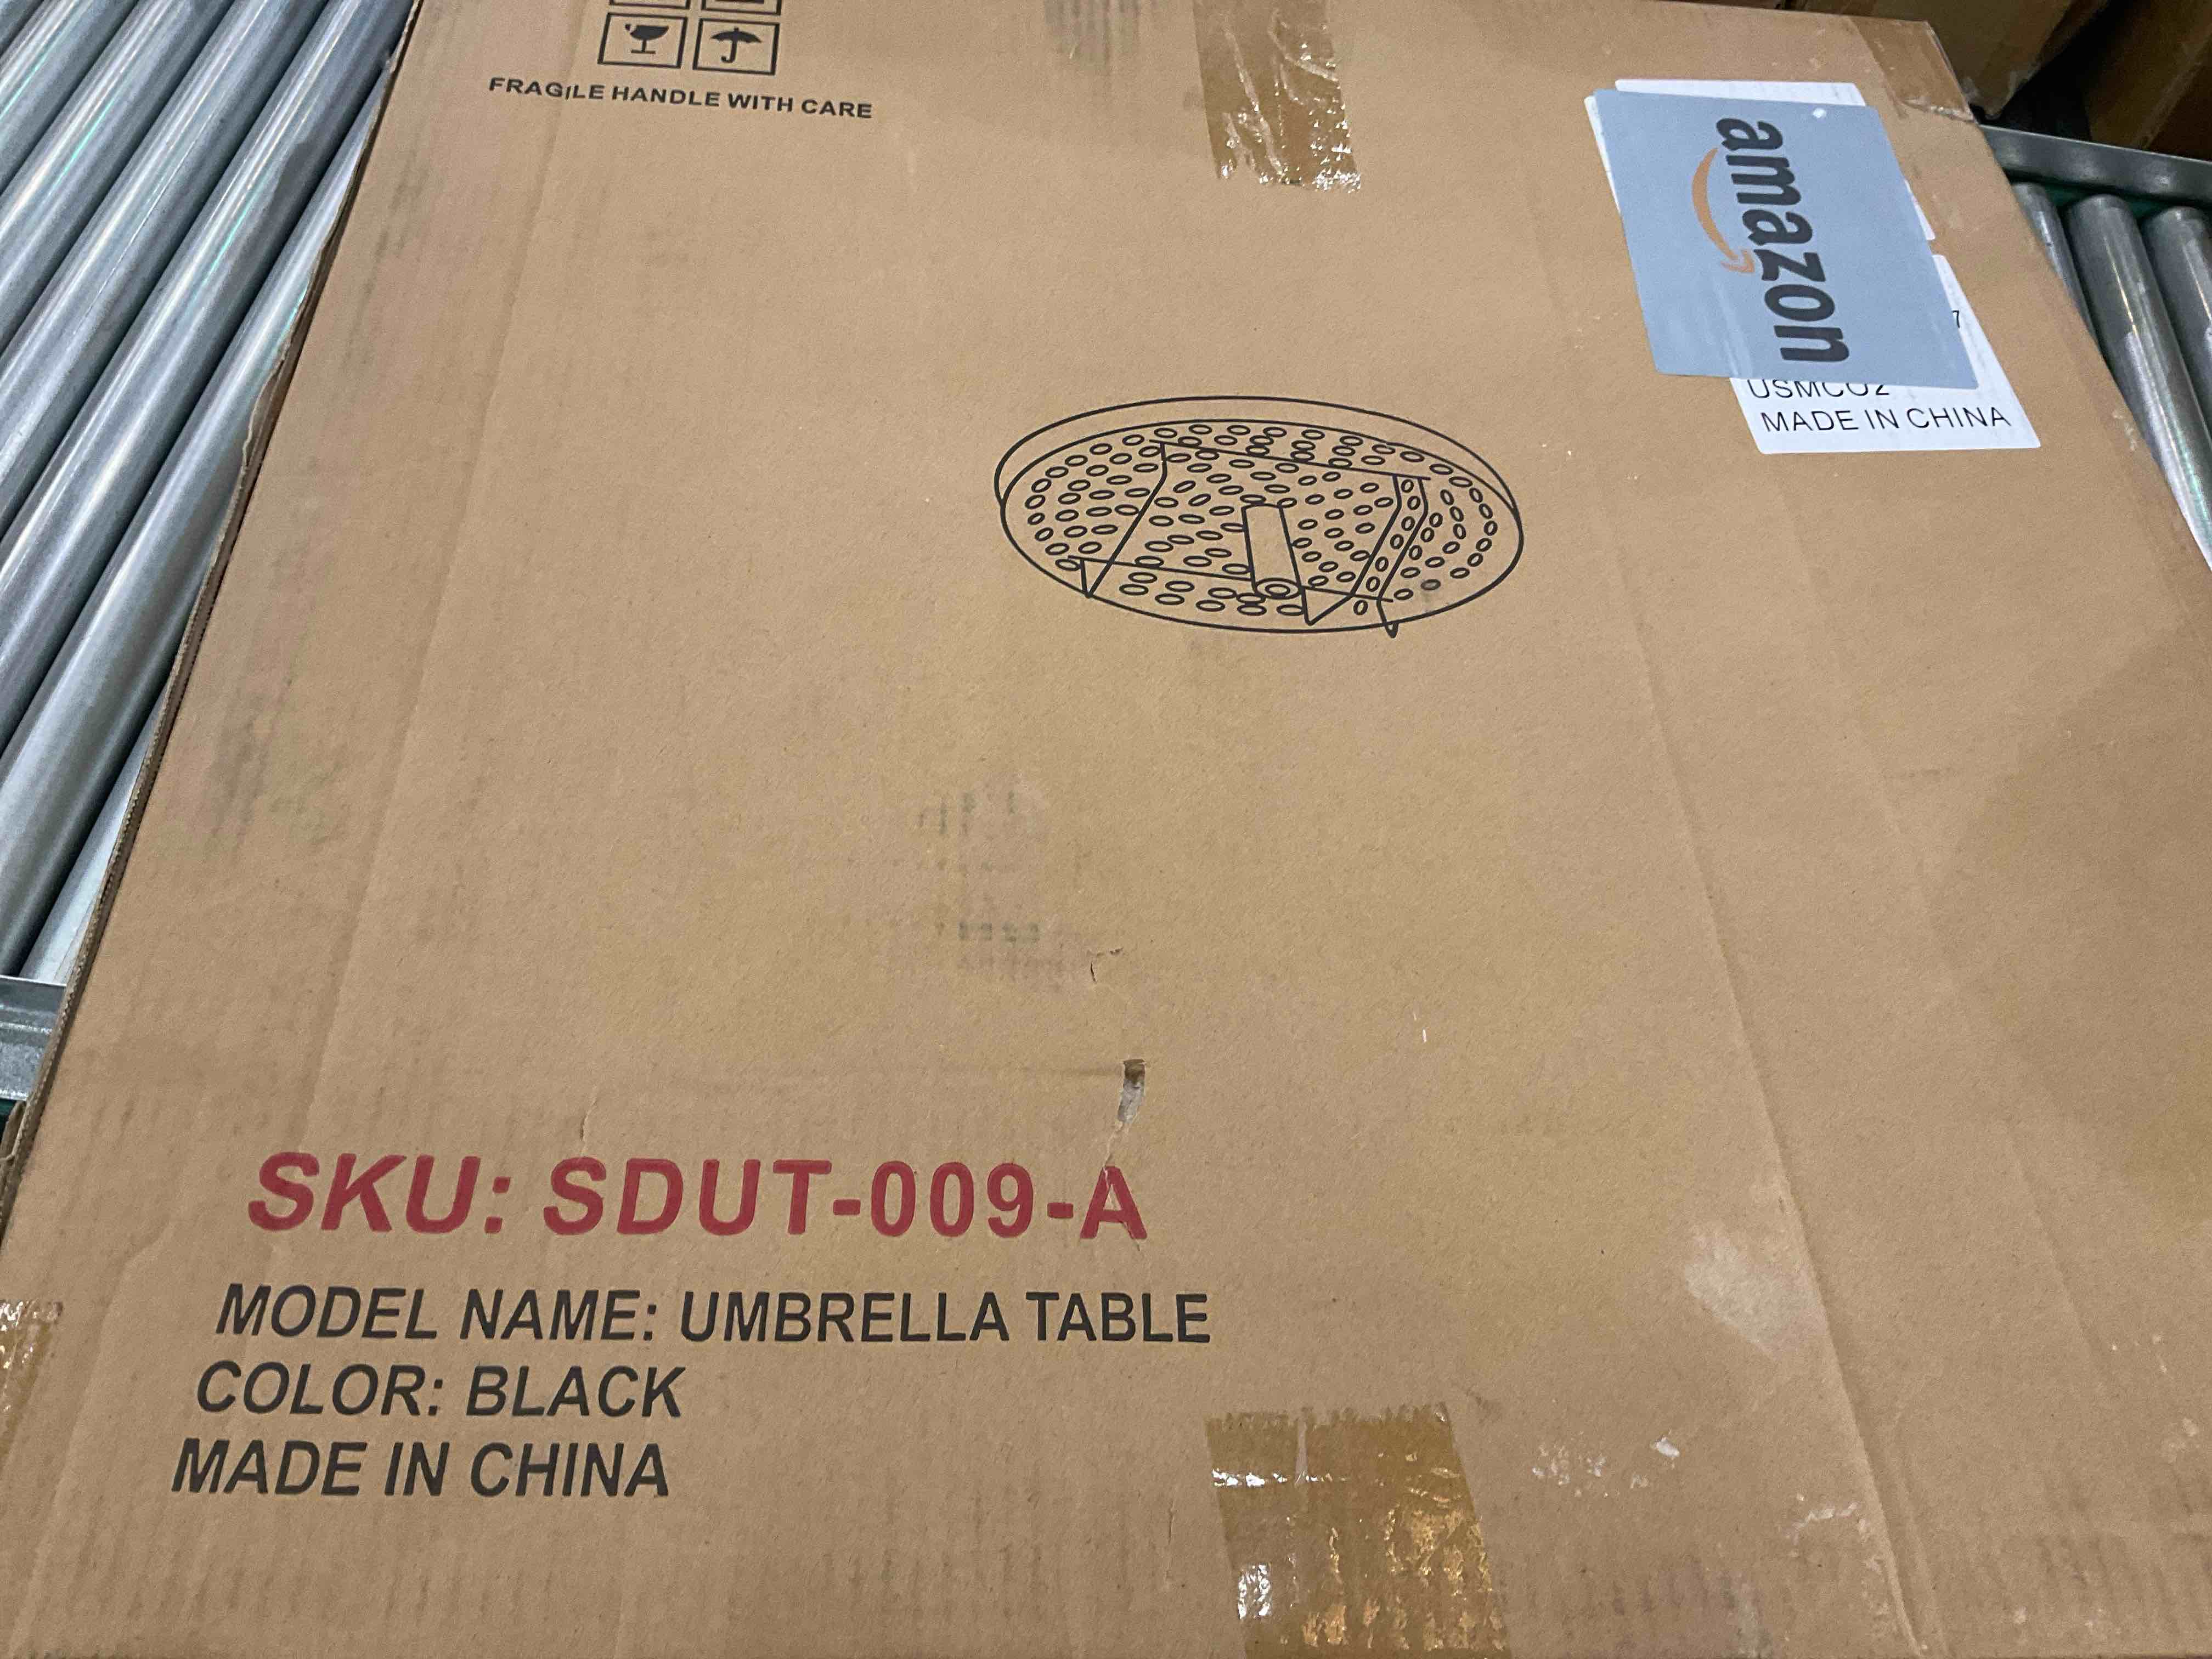 FRAGILE HANDLE WITH CARE
amazon
7
USMCO2
MADE IN CHINA
SKU: SDUT-009-A
MODEL NAME: UMBRELLA TABLE
COLOR: BLACK
MADE IN CHINA